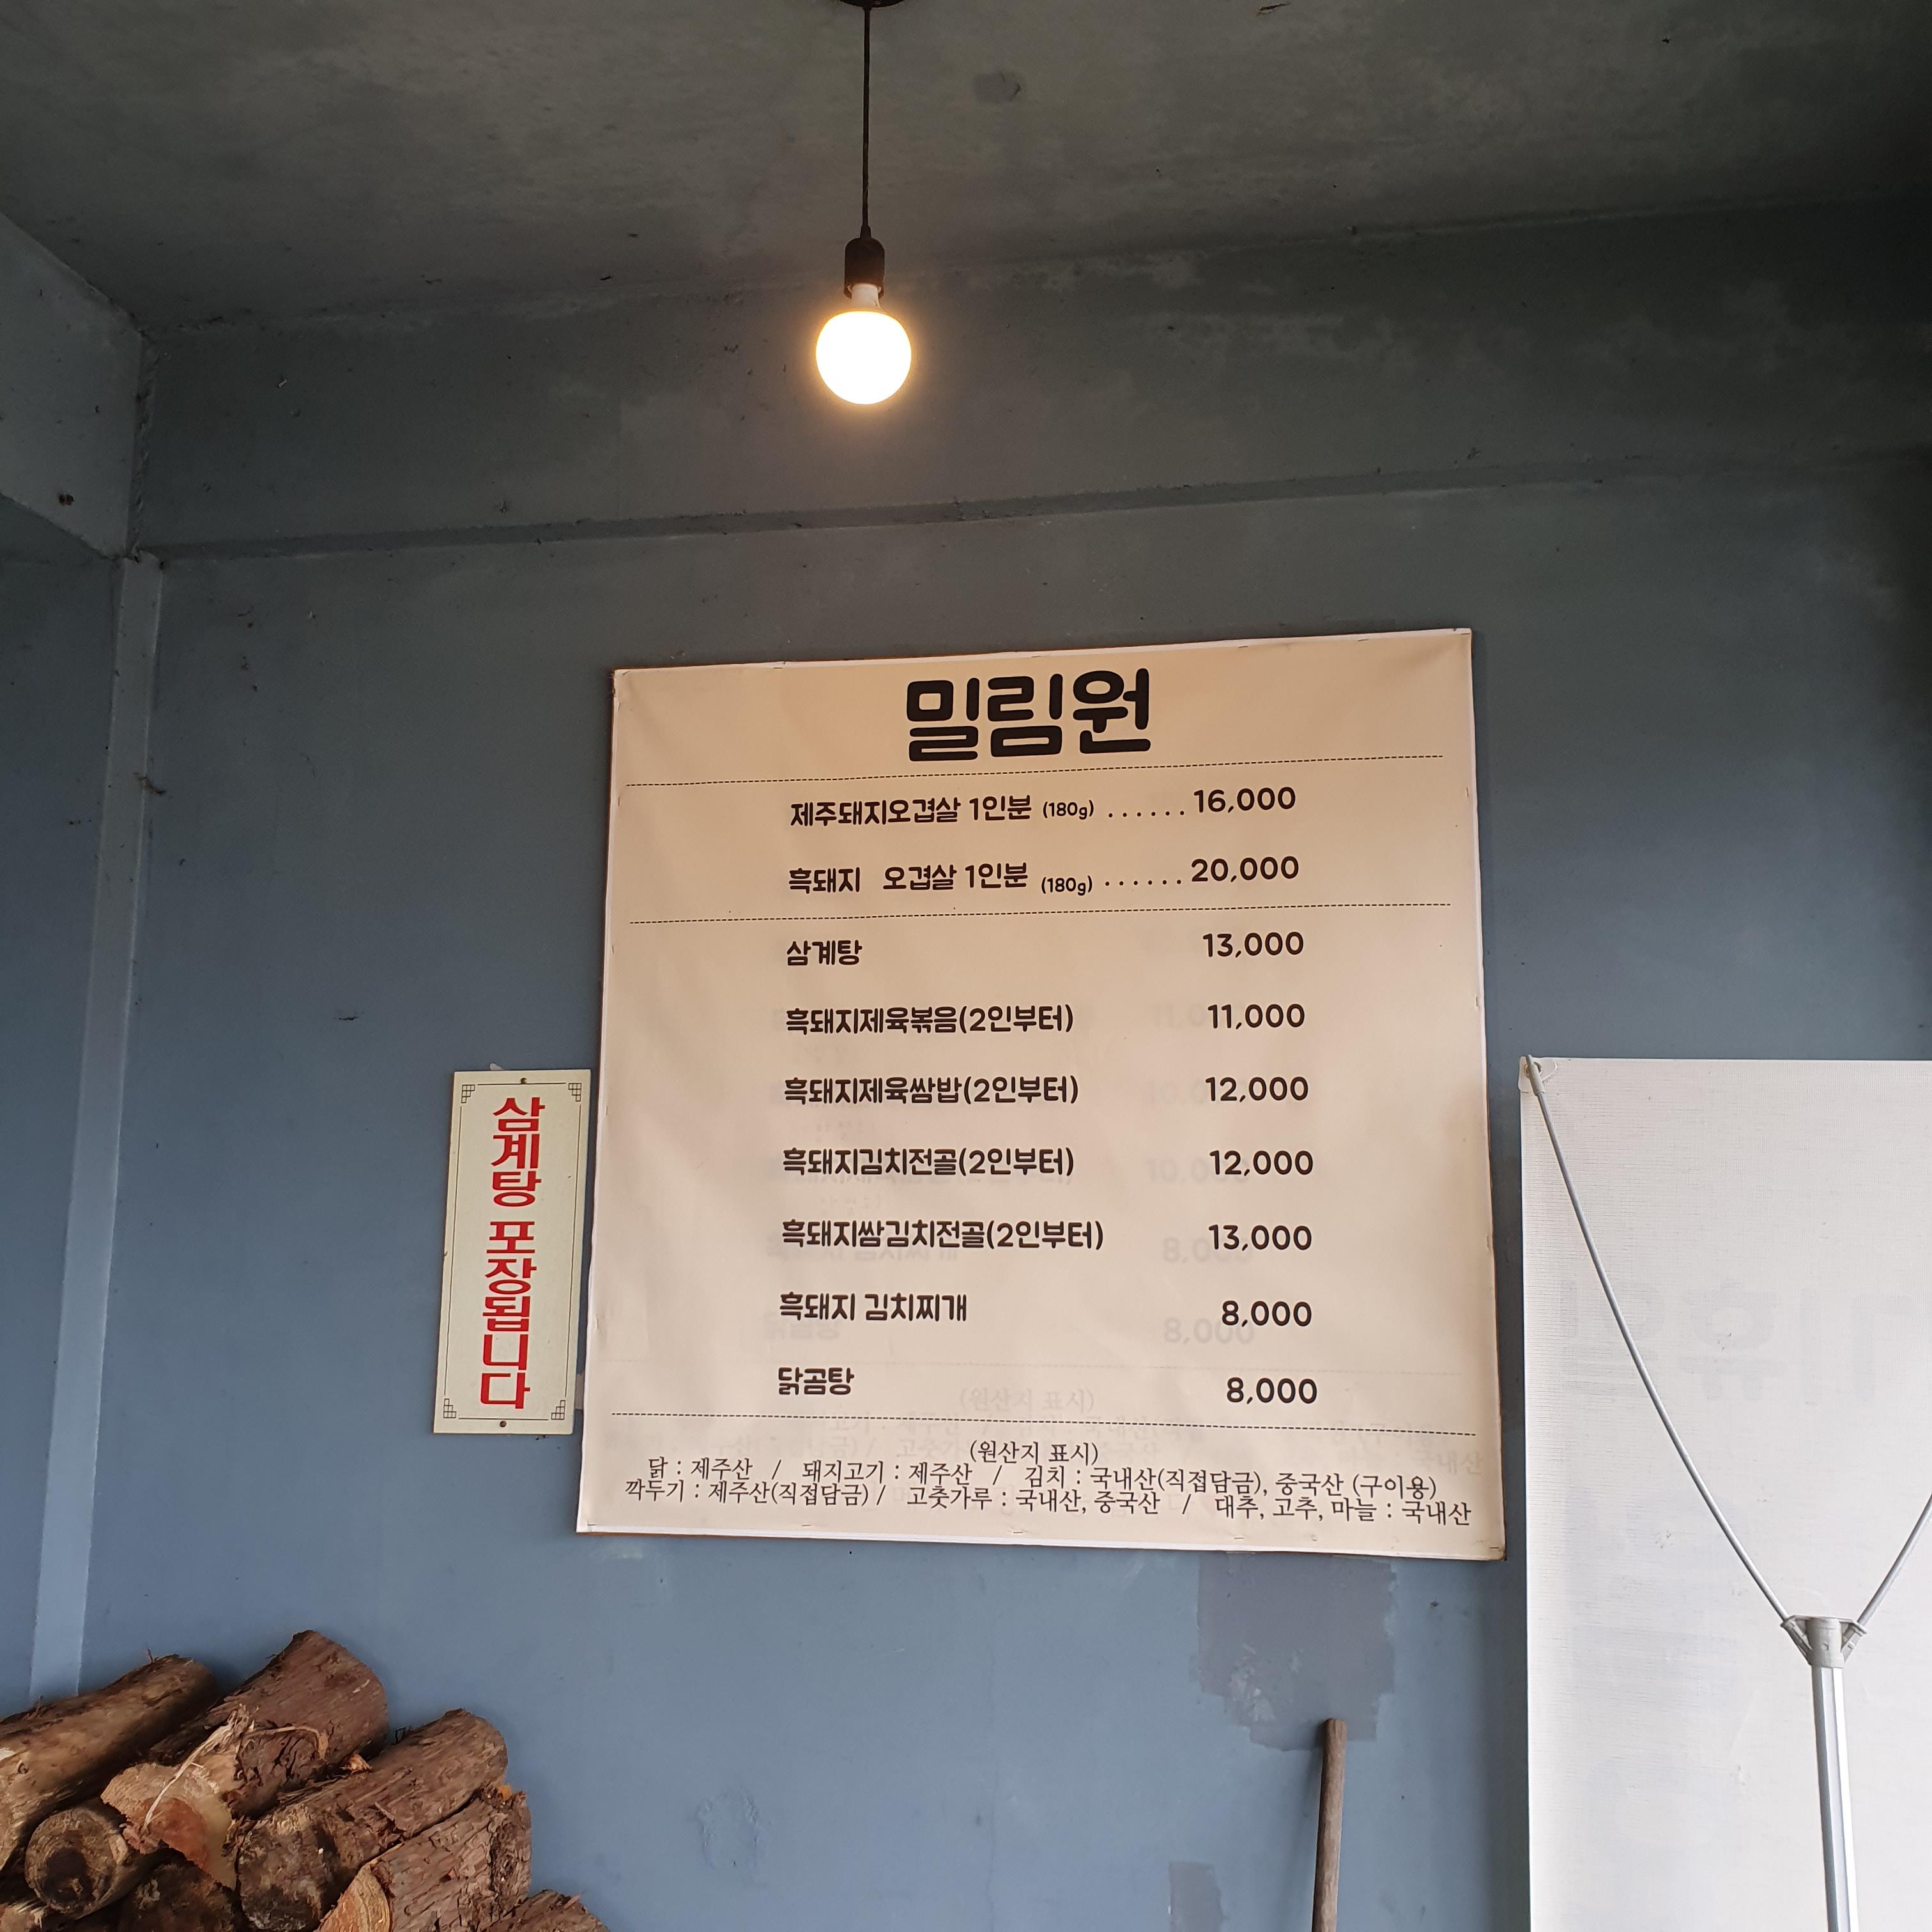 밀림원
제주돼지오겹살 1인분 (180g) ...... 16,000
흑돼지 오겹살 1인분 (180g) ...... 20,000
삼계탕 13,000
흑돼지제육볶음(2인부터) 11,000
흑돼지제육쌈밥(2인부터) 12,000
흑돼지김치전골(2인부터) 12,000
흑돼지쌈김치전골(2인부터) 13,000
흑돼지 김치찌개 8,000
닭곰탕 8,000
(원산지 표시)
닭 : 제주산 / 돼지고기 : 제주산 / 김치 : 국내산(직접담금), 중국산 (구이용)
깍두기 : 제주산(직접담금) / 고춧가루 : 국내산, 중국산 / 대추, 고추, 마늘 : 국내산
삼계탕 포장됩니다